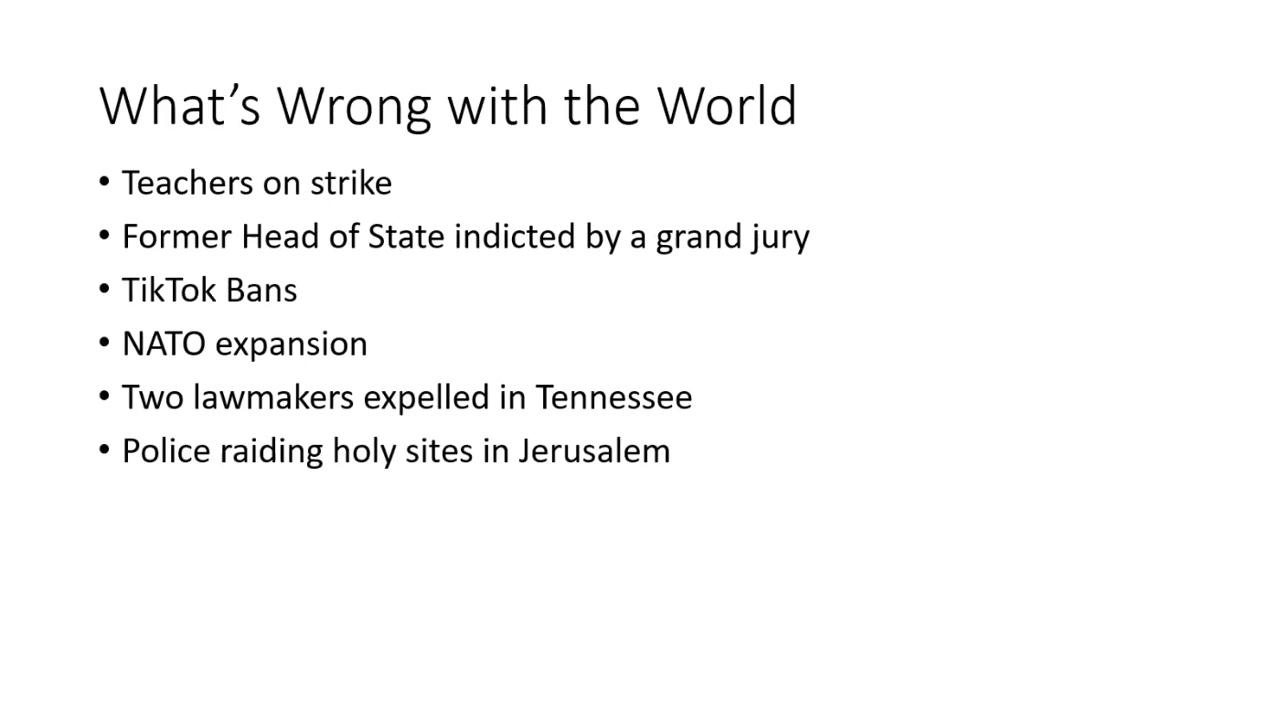 What’s Wrong with the World
• Teachers on strike
• Former Head of State indicted by a grand jury
• TikTok Bans
• NATO expansion
• Two lawmakers expelled in Tennessee
• Police raiding holy sites in Jerusalem